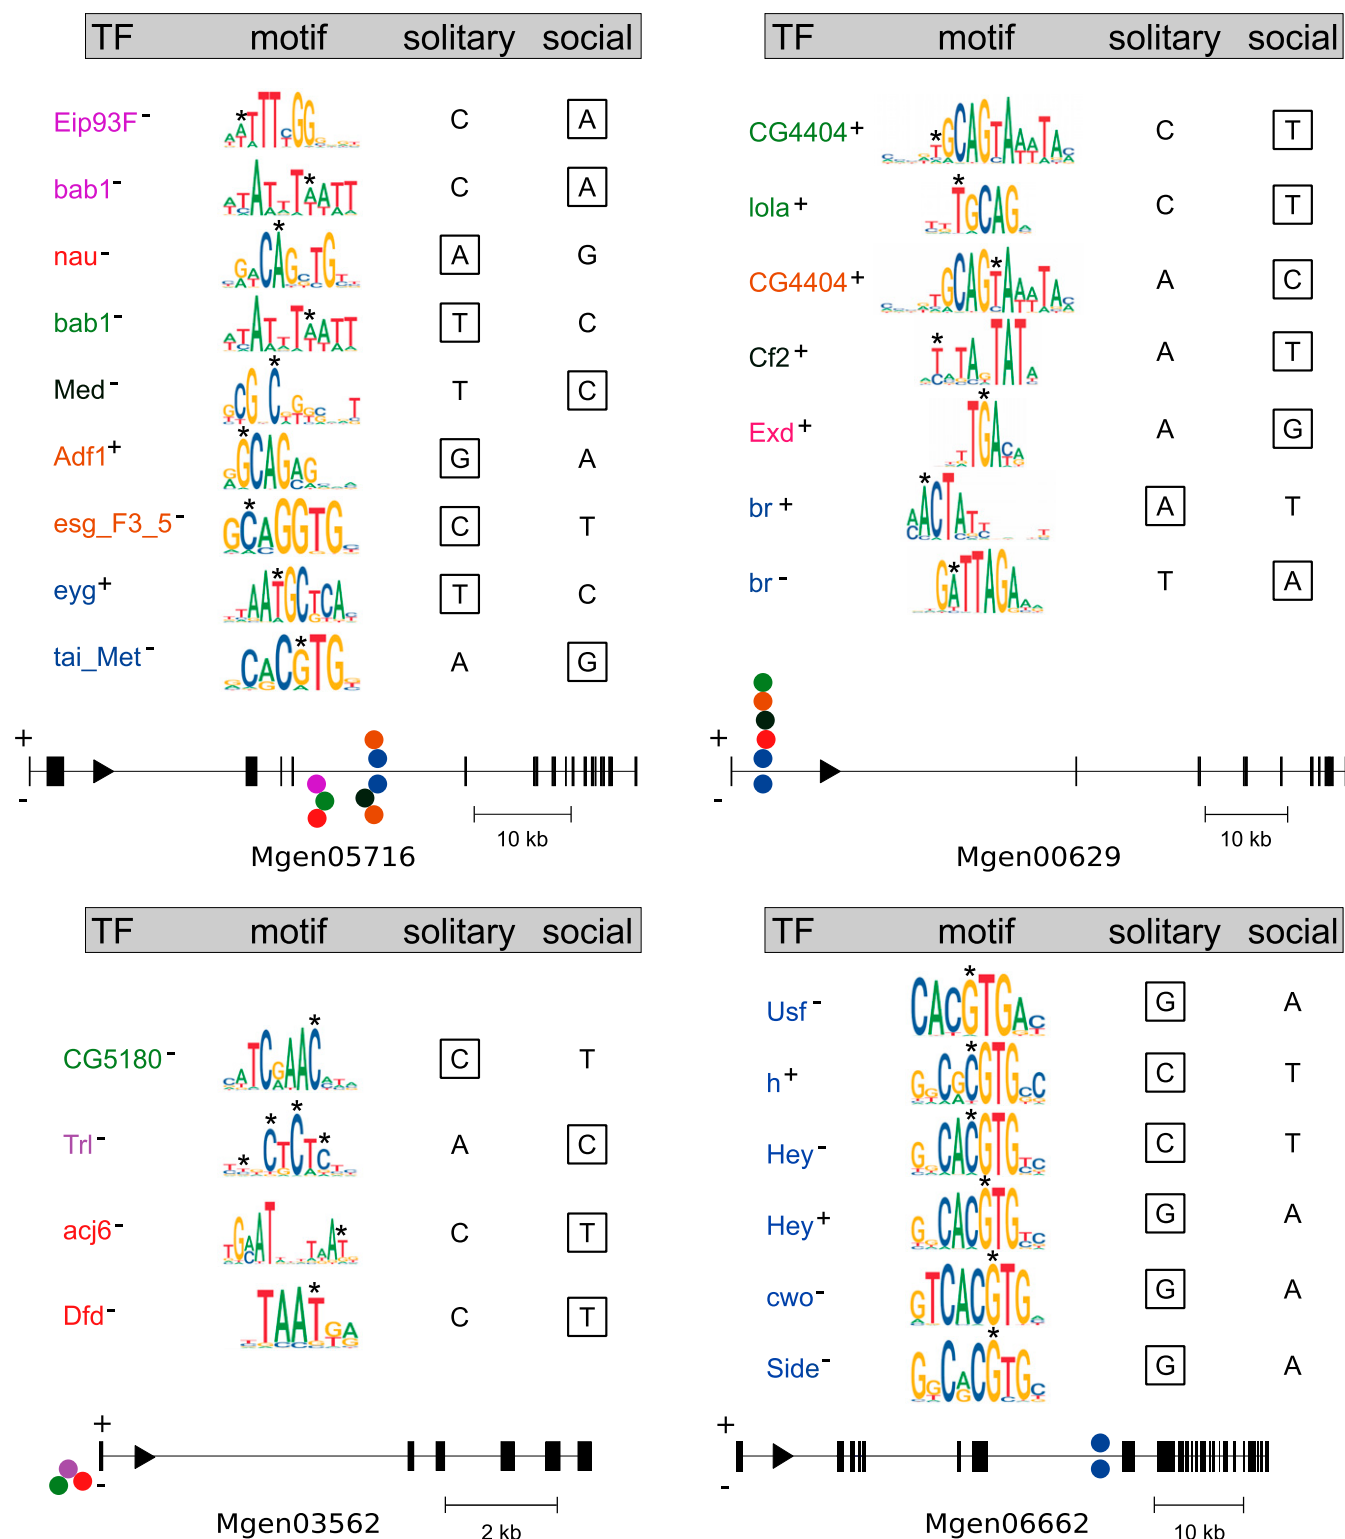 TF motif solitary social
Eip93F - * C A
bab1 - * C A
nau - * A G
bab1 - * T C
Med - * T C
Adf1 + * G A
esg_F3_5 - * C T
eyg + * T C
tai_Met - * A G
+
-
10 kb
Mgen05716
TF motif solitary social
CG4404 + * C T
lola + * C T
CG4404 + * A C
Cf2 + * A T
Exd + * A G
br + * A T
br - * T A
+
-
10 kb
Mgen00629
TF motif solitary social
CG5180 - * C T
Trl - * * * * A C
acj6 - * C T
Dfd - * C T
+
-
2 kb
Mgen03562
TF motif solitary social
Usf - * G A
h + * C T
Hey - * C T
Hey + * G A
cwo - * G A
Side - * G A
+
-
10 kb
Mgen06662